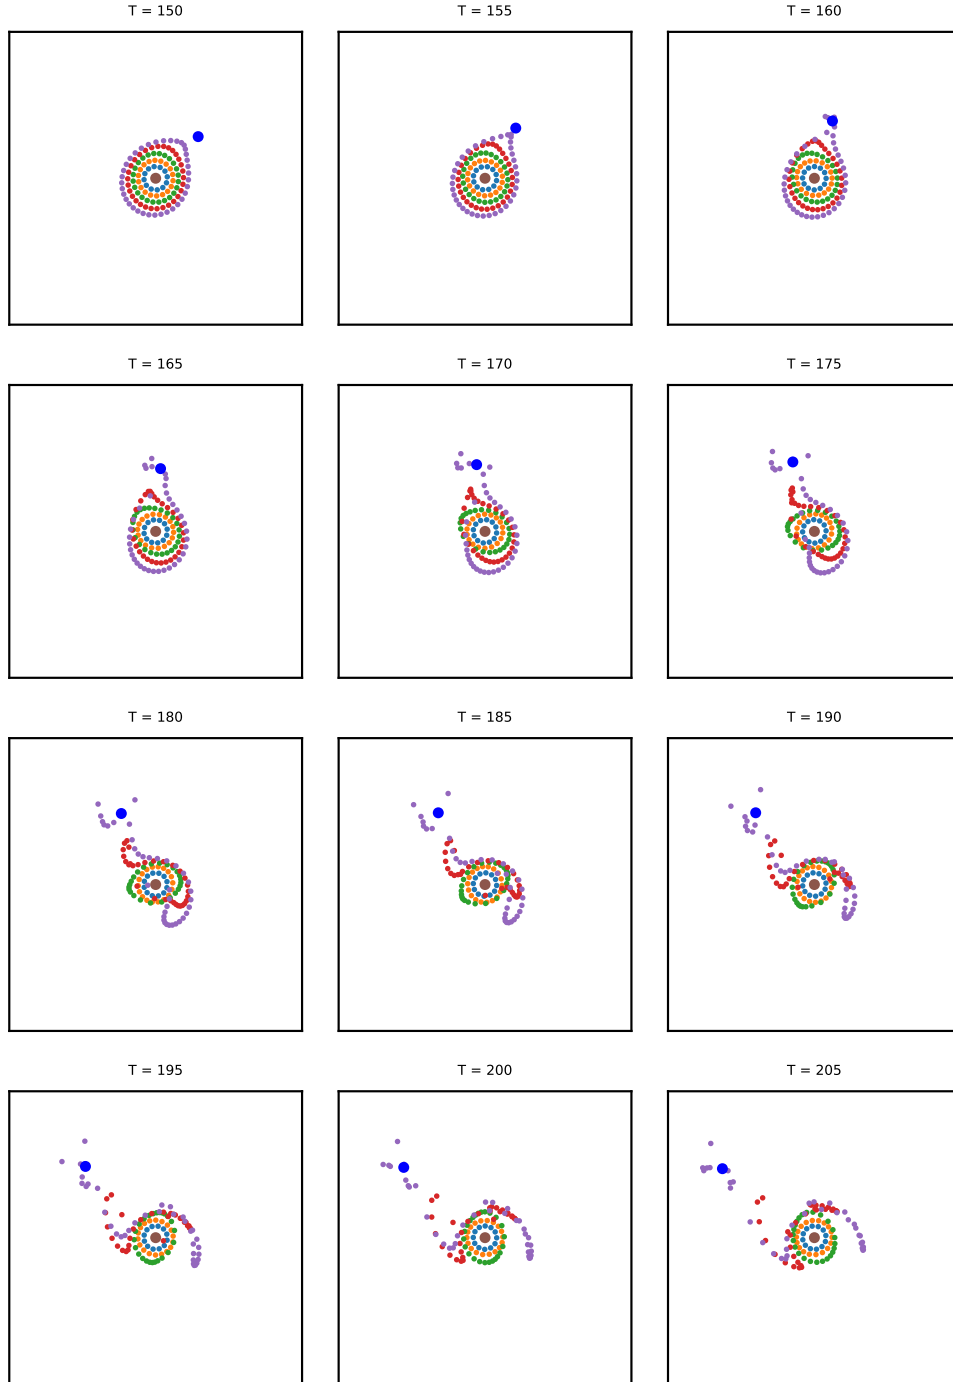 T = 150
T = 155
T = 160
T = 165
T = 170
T = 175
T = 180
T = 185
T = 190
T = 195
T = 200
T = 205